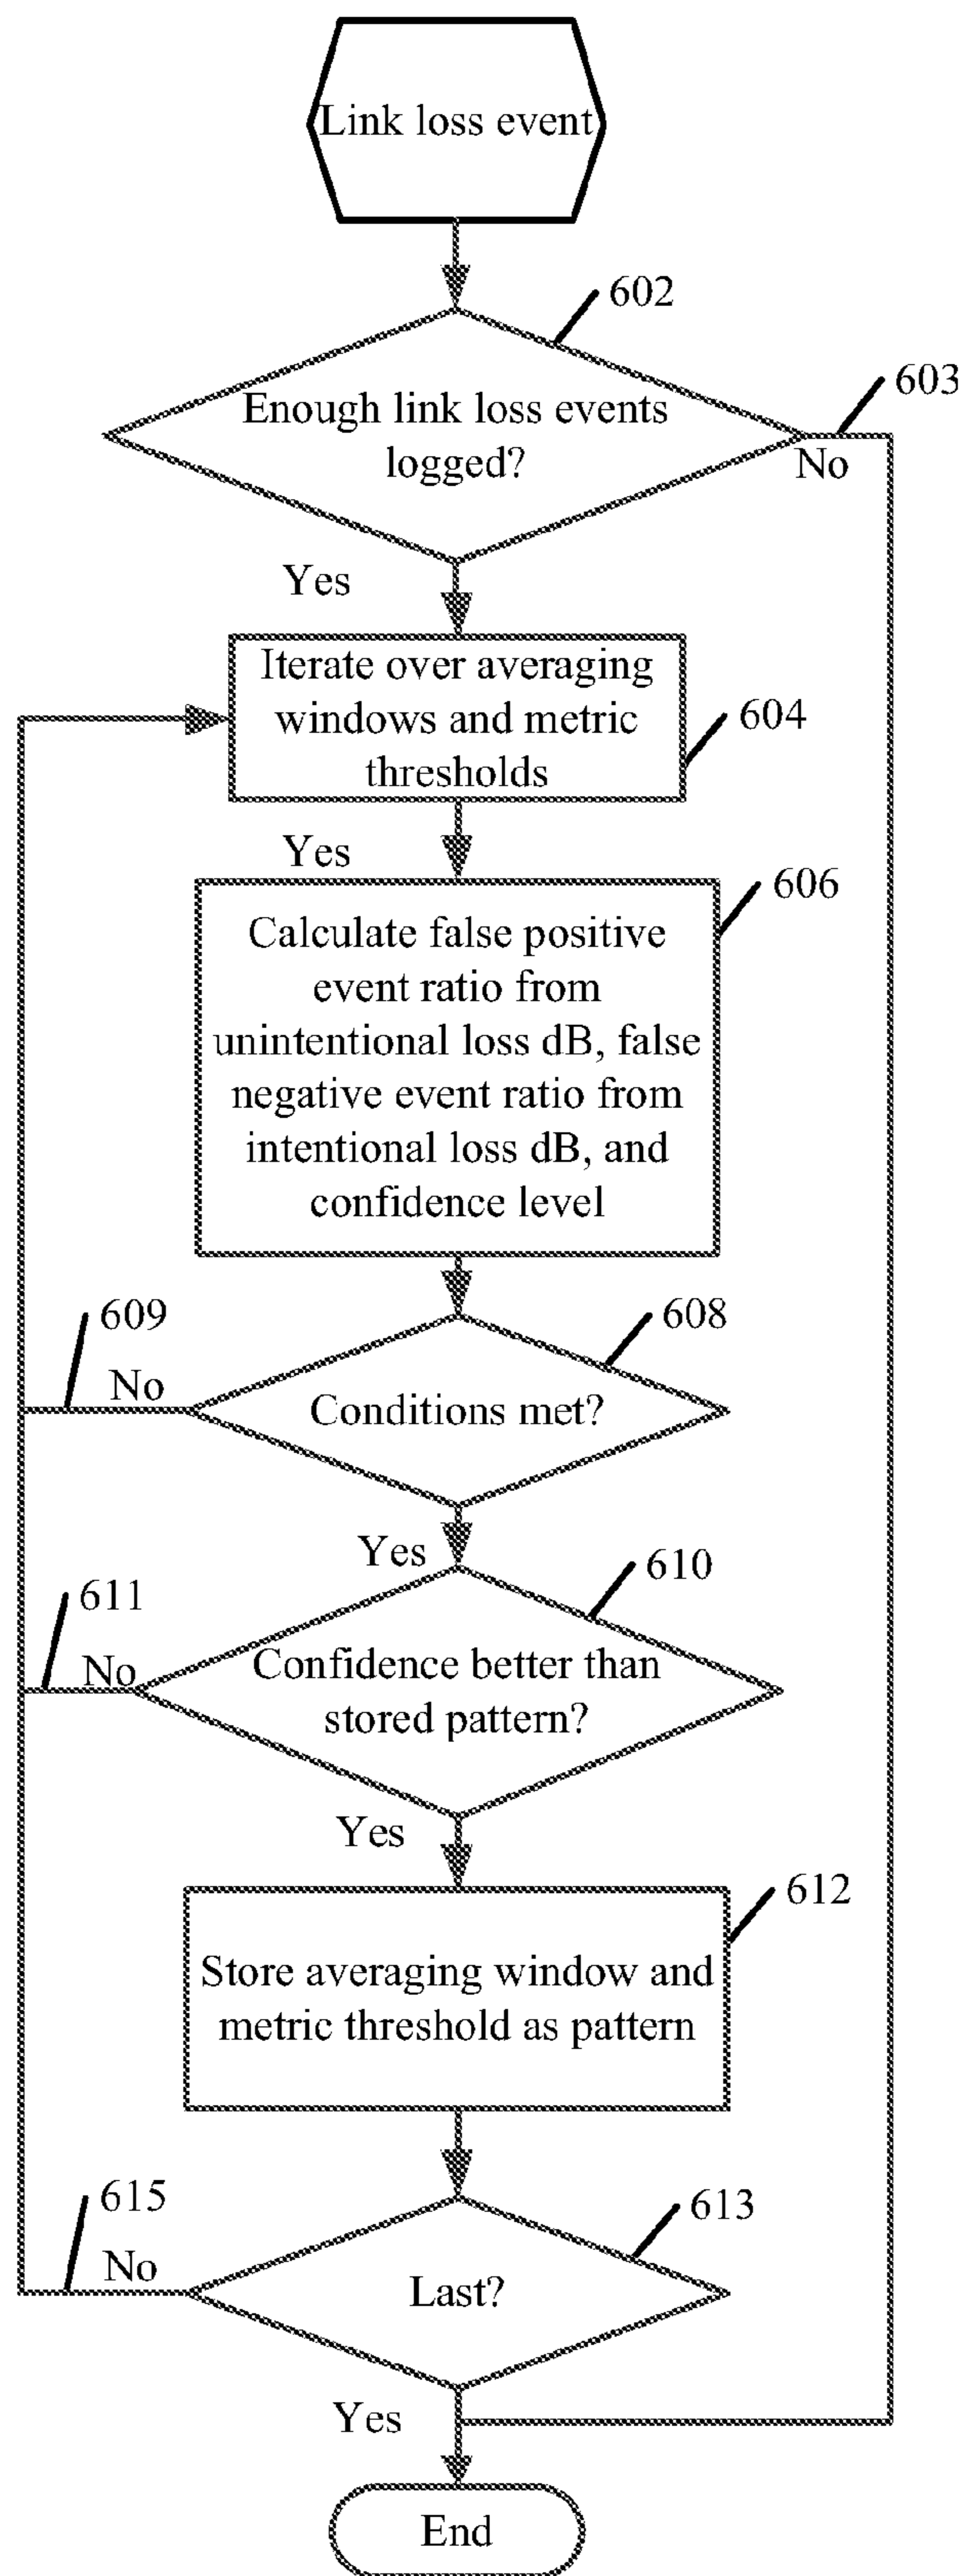 Link loss event
602
603
Enough link loss events
logged?
No
Yes
Iterate over averaging
windows and metric
thresholds
604
Yes
606
Calculate false positive
event ratio from
unintentional loss dB, false
negative event ratio from
intentional loss dB, and
confidence level
609
608
No
Conditions met?
Yes
610
611
No
Confidence better than
stored pattern?
Yes
612
Store averaging window and
metric threshold as pattern
615
613
No
Last?
Yes
End